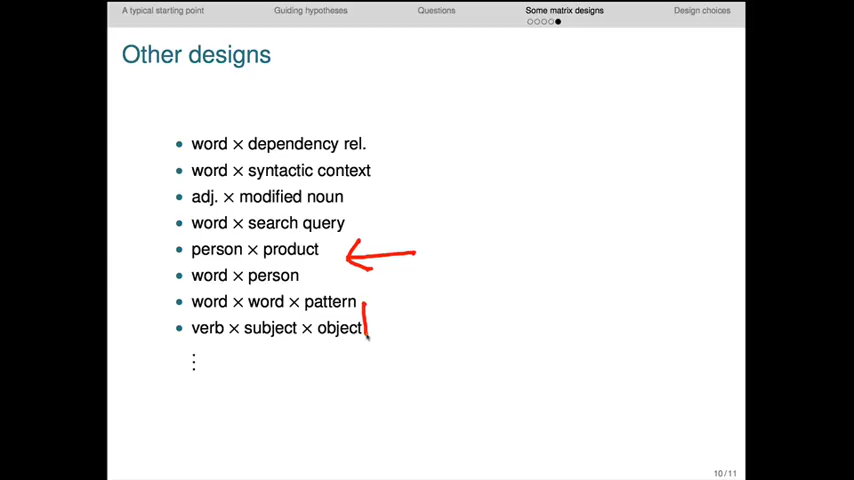 A typical starting point Guiding hypotheses Questions Some matrix designs Design choices
Other designs
• word × dependency rel.
• word × syntactic context
• adj. × modified noun
• word × search query
• person × product
• word × person
• word × word × pattern
• verb × subject × object
⋮
10 / 11